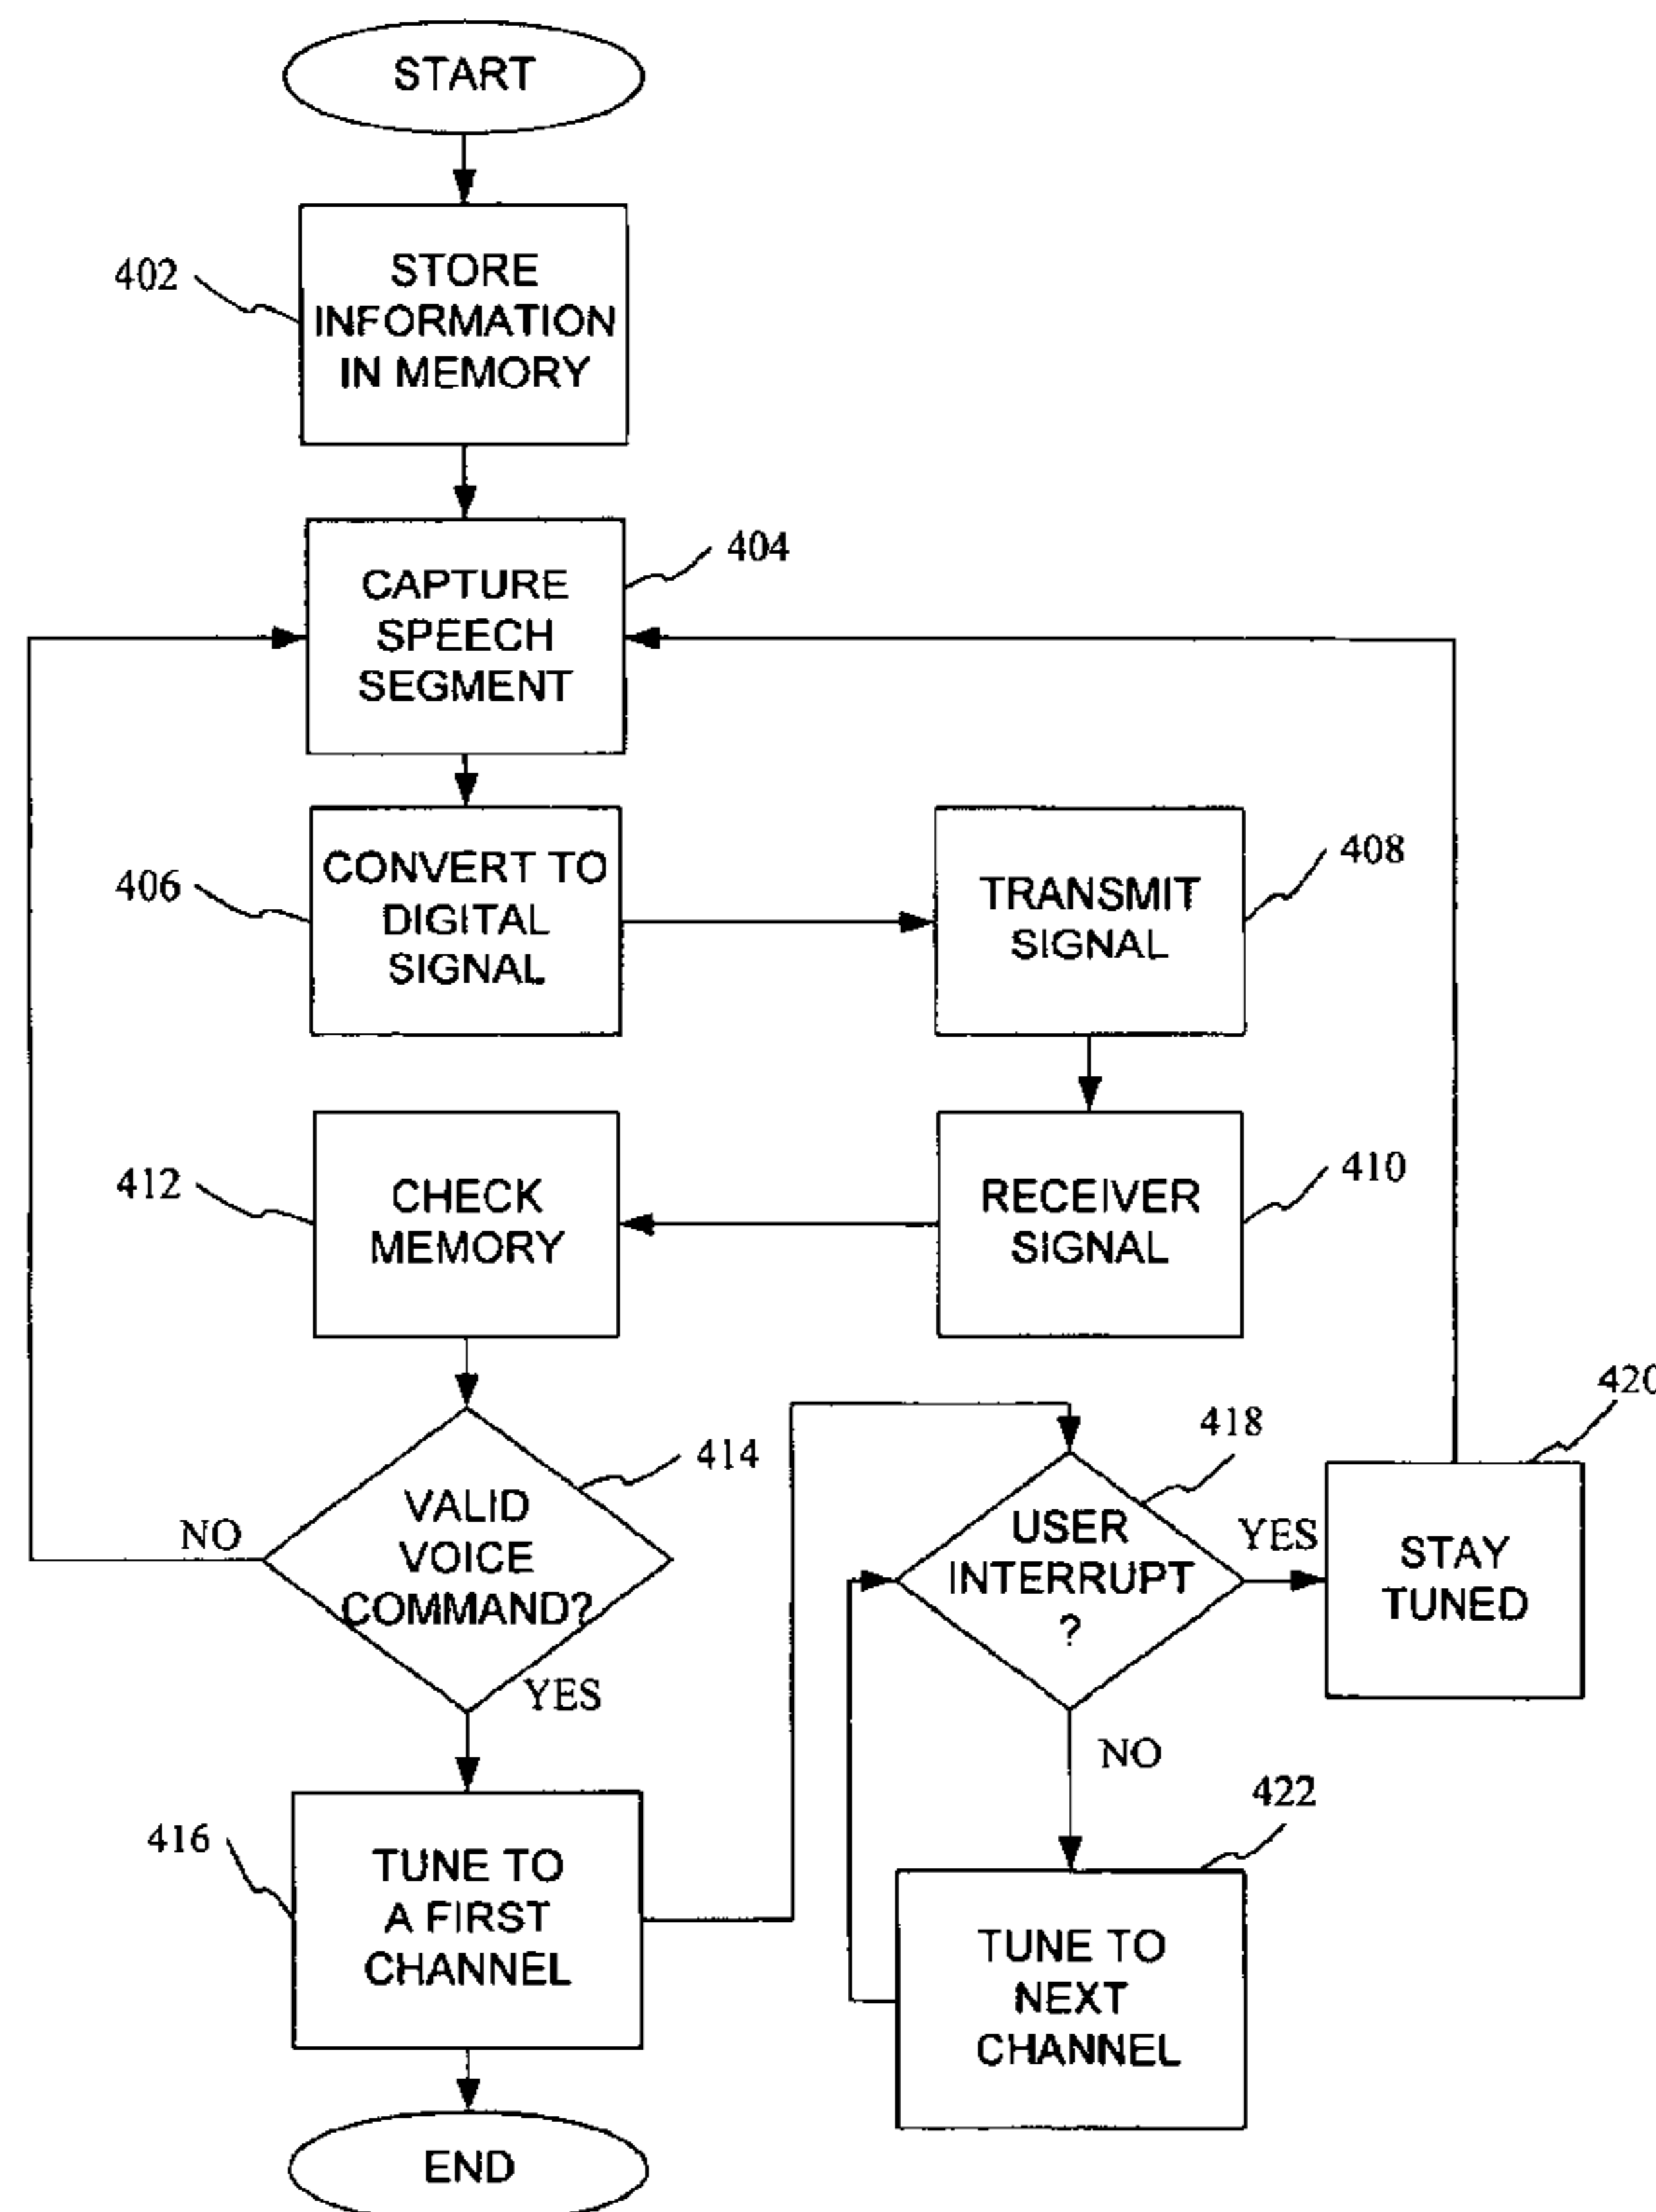 START
402
STORE
INFORMATION
IN MEMORY
404
CAPTURE
SPEECH
SEGMENT
406
CONVERT TO
DIGITAL
SIGNAL
408
TRANSMIT
SIGNAL
412
CHECK
MEMORY
410
RECEIVER
SIGNAL
414
VALID
VOICE
COMMAND?
NO
YES
418
USER
INTERRUPT
?
YES
NO
420
STAY
TUNED
416
TUNE TO
A FIRST
CHANNEL
422
TUNE TO
NEXT
CHANNEL
END